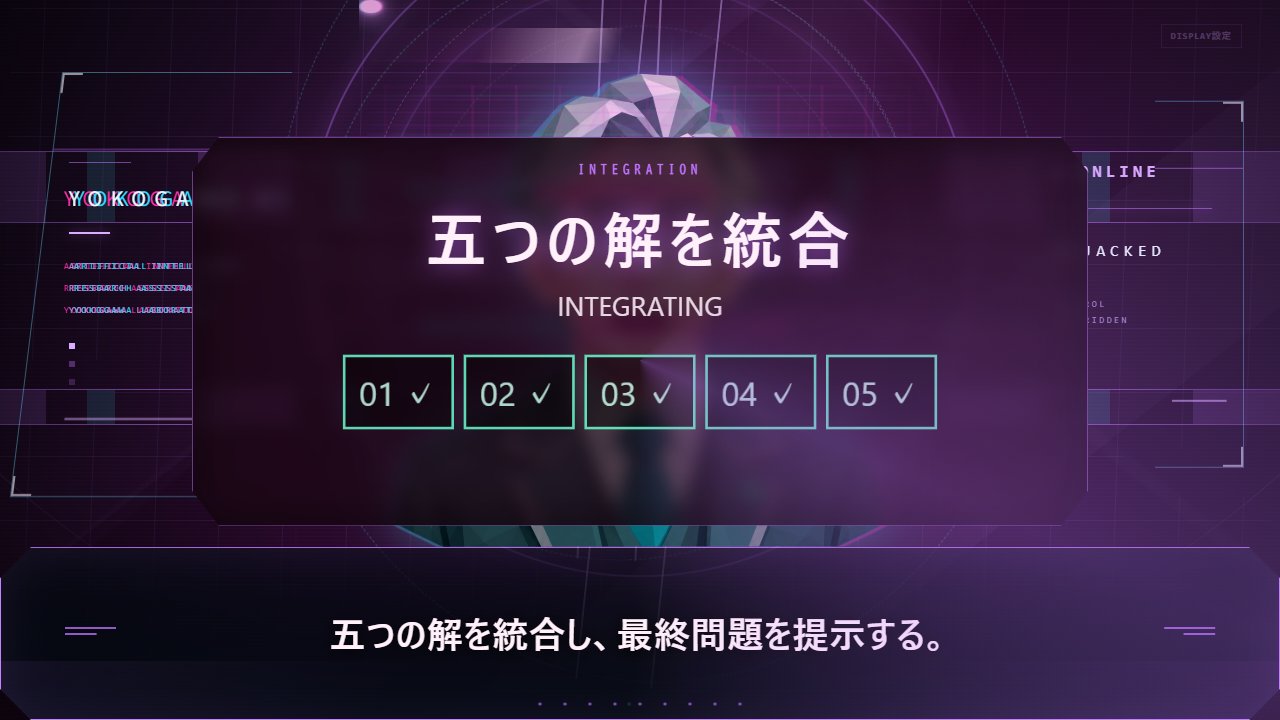 DISPLAY設定
INTEGRATION
五つの解を統合
INTEGRATING
01 ✓ 02 ✓ 03 ✓ 04 ✓ 05 ✓
YOKOGA
ONLINE
JACKED
五つの解を統合し、最終問題を提示する。